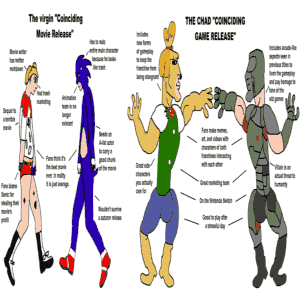 The virgin "Coinciding
Movie Release"
Movie writer
has twitter
meltdown
Has to redo
entire main character
because he looks
like trash
Had trash
marketing
Animation
team is no
longer
existant
Sequel to
a terrible
movie
Needs an
A-list actor
to carry a
good chunk
of the movie
Fans think it's
the best movie
ever. In reality
it is just average.
Fans blame
Sonic for
stealing their
movie's
profit
Wouldn't survive
a autumn release
THE CHAD "COINCIDING
GAME RELEASE"
Includes
new forms
of gameplay
to keep the
franchise from
being stangnant
Includes arcade-like
aspects seen in
previous titles to
liven the gameplay
and pay homage to
fans of the
old games
Fans make memes,
art, and videos with
characters of both
franchises interacting
with each other
Great side
characters
you actually
care for
Great marketing team
Villain is an
actual threat to
humanity
On the Nintendo Switch
Good to play after
a stressful day